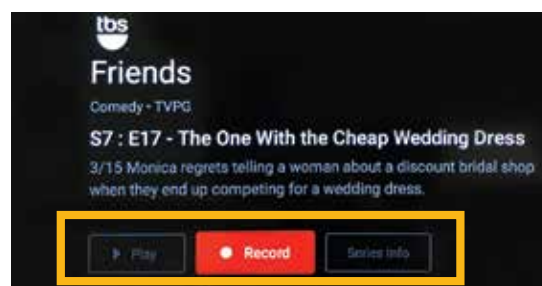 tbs
Friends
Comedy • TVPG
S7 : E17 - The One With the Cheap Wedding Dress
3/15 Monica regrets telling a woman about a discount bridal shop
when they end up competing for a wedding dress.
Play Record Series Info